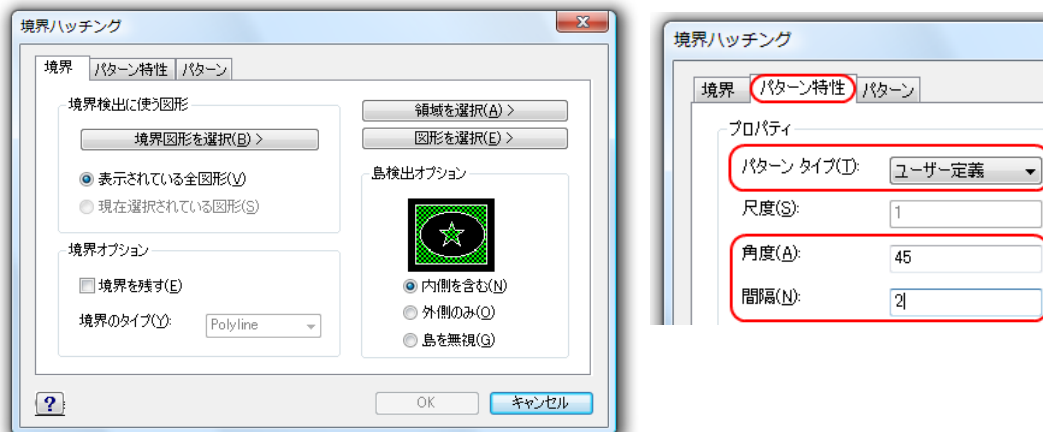 境界ハッチング
境界 パターン特性 パターン
境界検出に使う図形
境界図形を選択(B) >
表示されている全図形(V)
現在選択されている図形(S)
境界オプション
境界を残す(E)
境界のタイプ(Y): Polyline
領域を選択(A) >
図形を選択(E) >
島検出オプション
内側を含む(N)
外側のみ(O)
島を無視(G)
?
OK キャンセル
境界ハッチング
境界 パターン特性 パターン
プロパティ
パターン タイプ(T): ユーザー定義
尺度(S): 1
角度(A): 45
間隔(N): 2